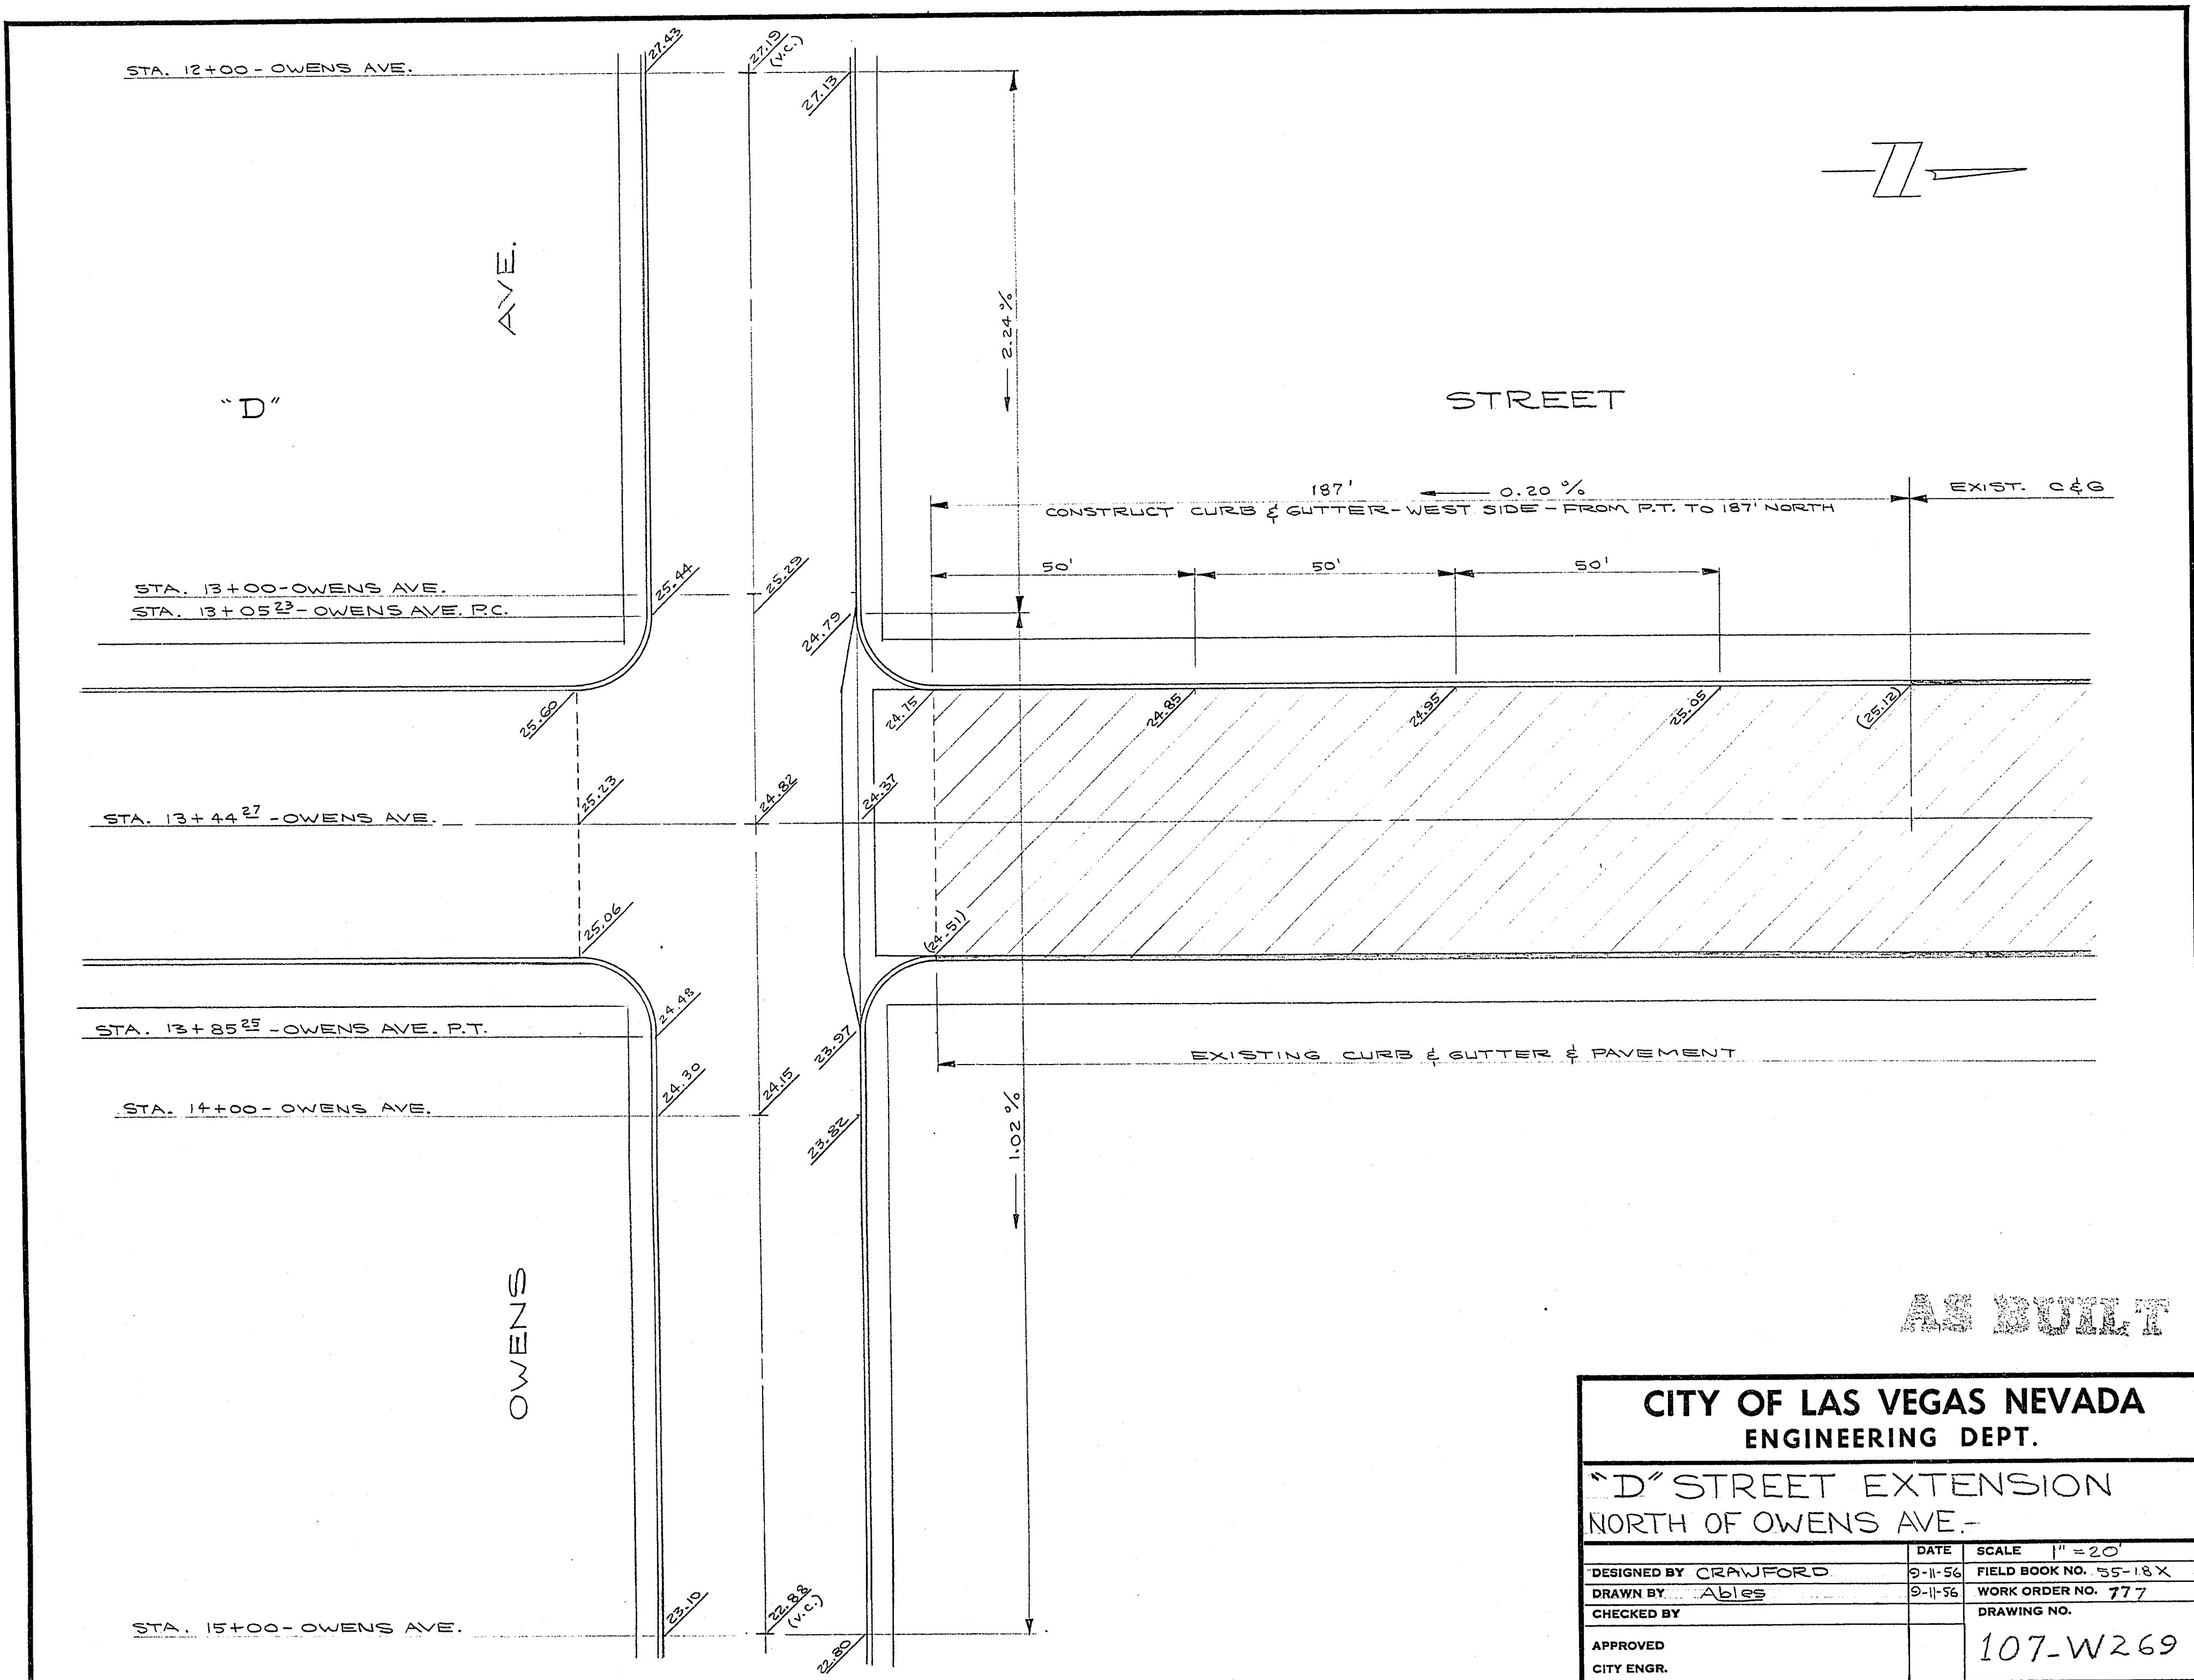 STA. 12+00 - OWENS AVE.
27.43
27.19
(V.C.)
27.13
AVE.
"D"
2.24 %
STREET
187' 0.20 %
EXIST. C & G
CONSTRUCT CURB & GUTTER - WEST SIDE - FROM P.T. TO 187' NORTH
50' 50' 50'
STA. 13+00-OWENS AVE.
25.44
25.29
STA. 13+05 23 - OWENS AVE. P.C.
24.79
25.60
24.75
24.85
24.95
25.05
(25.12)
STA. 13+44 27 - OWENS AVE.
25.23
24.82
24.37
25.06
(24.51)
STA. 13+85 25 - OWENS AVE. P.T.
24.48
23.97
EXISTING CURB & GUTTER & PAVEMENT
STA. 14+00 - OWENS AVE.
24.30
24.15
23.82
1.02 %
OWENS
STA. 15+00 - OWENS AVE.
23.10
22.88
(V.C.)
22.80
AS BUILT
CITY OF LAS VEGAS NEVADA
ENGINEERING DEPT.
"D" STREET EXTENSION
NORTH OF OWENS AVE.-
DATE SCALE 1" = 20'
DESIGNED BY CRAWFORD 9-11-56 FIELD BOOK NO. 55-18X
DRAWN BY Ables 9-11-56 WORK ORDER NO. 777
CHECKED BY DRAWING NO.
APPROVED
CITY ENGR.
107-W269